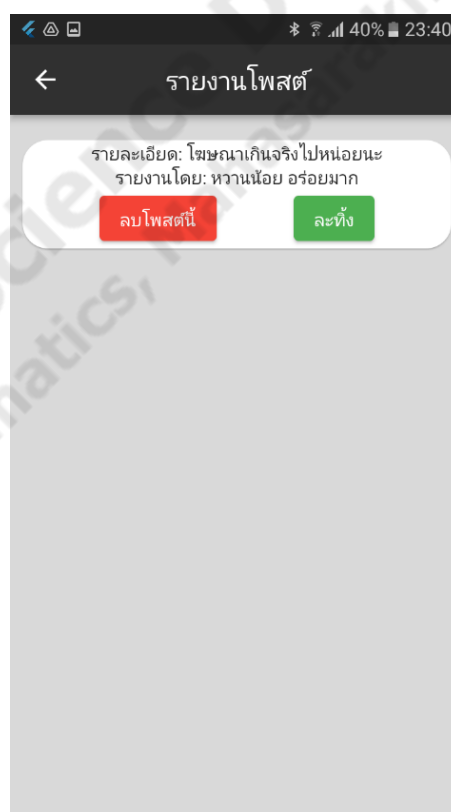 40% 23:40
รายงานโพสต์
รายละเอียด: โฆษณาเกินจริงไปหน่อยนะ
รายงานโดย: หวานน้อย อร่อยมาก
ลบโพสต์นี้ ละทิ้ง